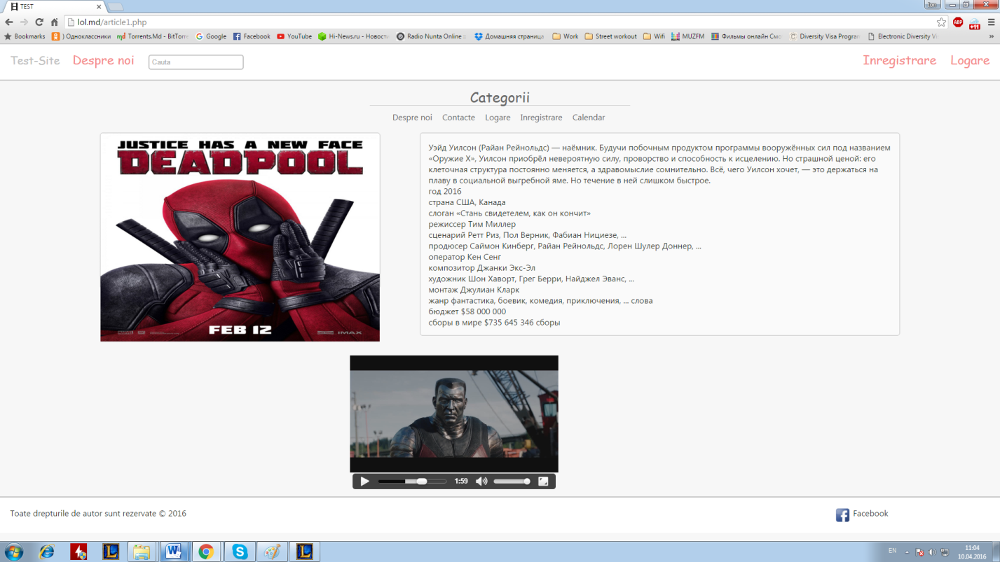 TEST
Ion
lol.md/article1.php
ABP
+11
Bookmarks ) Одноклассники Torrents.Md - BitTorre Google Facebook YouTube Hi-News.ru - Новости Radio Nunta Online :: Домашняя страница Work Street workout Wifi MUZFM Фильмы онлайн Смо Diversity Visa Program Electronic Diversity Vi »
Test-Site Despre noi Cauta Inregistrare Logare
Categorii
Despre noi Contacte Logare Inregistrare Calendar
JUSTICE HAS A NEW FACE
DEADPOOL
FEB 12
MARVEL
IMAX
Уэйд Уилсон (Райан Рейнольдс) — наёмник. Будучи побочным продуктом программы вооружённых сил под названием
«Оружие X», Уилсон приобрёл невероятную силу, проворство и способность к исцелению. Но страшной ценой: его
клеточная структура постоянно меняется, а здравомыслие сомнительно. Всё, чего Уилсон хочет, — это держаться на
плаву в социальной выгребной яме. Но течение в ней слишком быстрое.
год 2016
страна США, Канада
слоган «Стань свидетелем, как он кончит»
режиссер Тим Миллер
сценарий Ретт Риз, Пол Верник, Фабиан Нициезе, ...
продюсер Саймон Кинберг, Райан Рейнольдс, Лорен Шулер Доннер, ...
оператор Кен Сенг
композитор Джанки Экс-Эл
художник Шон Хаворт, Грег Берри, Найджел Эванс, ...
монтаж Джулиан Кларк
жанр фантастика, боевик, комедия, приключения, ... слова
бюджет $58 000 000
сборы в мире $735 645 346 сборы
1:59
Toate drepturile de autor sunt rezervate © 2016
Facebook
EN
11:04
10.04.2016